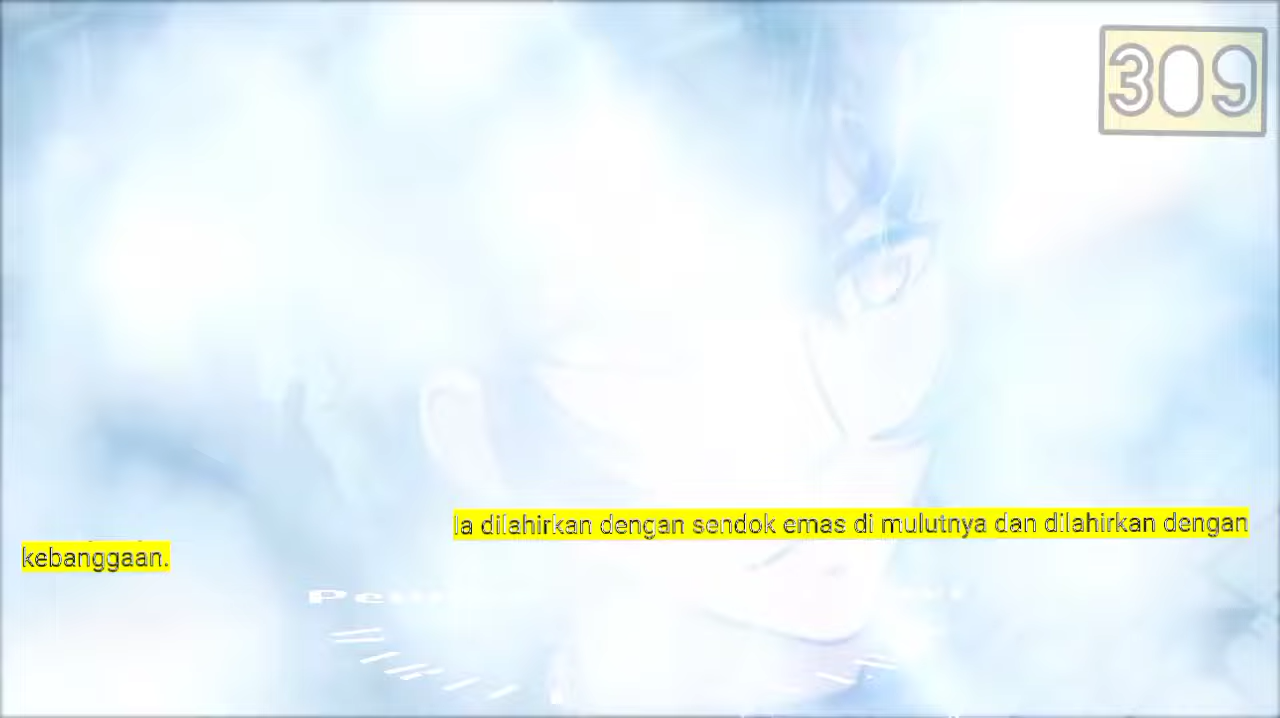 309
Ia dilahirkan dengan sendok emas di mulutnya dan dilahirkan dengan
kebanggaan.